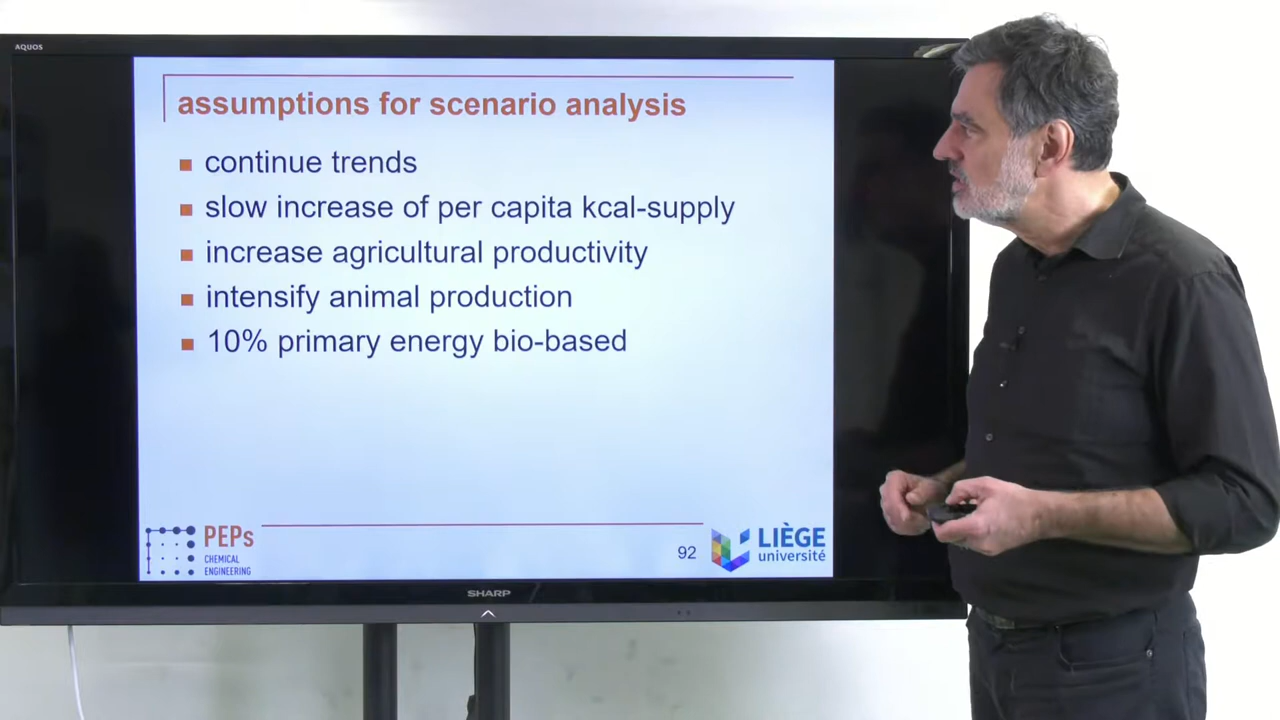 AQUOS
assumptions for scenario analysis
continue trends
slow increase of per capita kcal-supply
increase agricultural productivity
intensify animal production
10% primary energy bio-based
PEPs
CHEMICAL
ENGINEERING
92
LIÈGE
université
SHARP